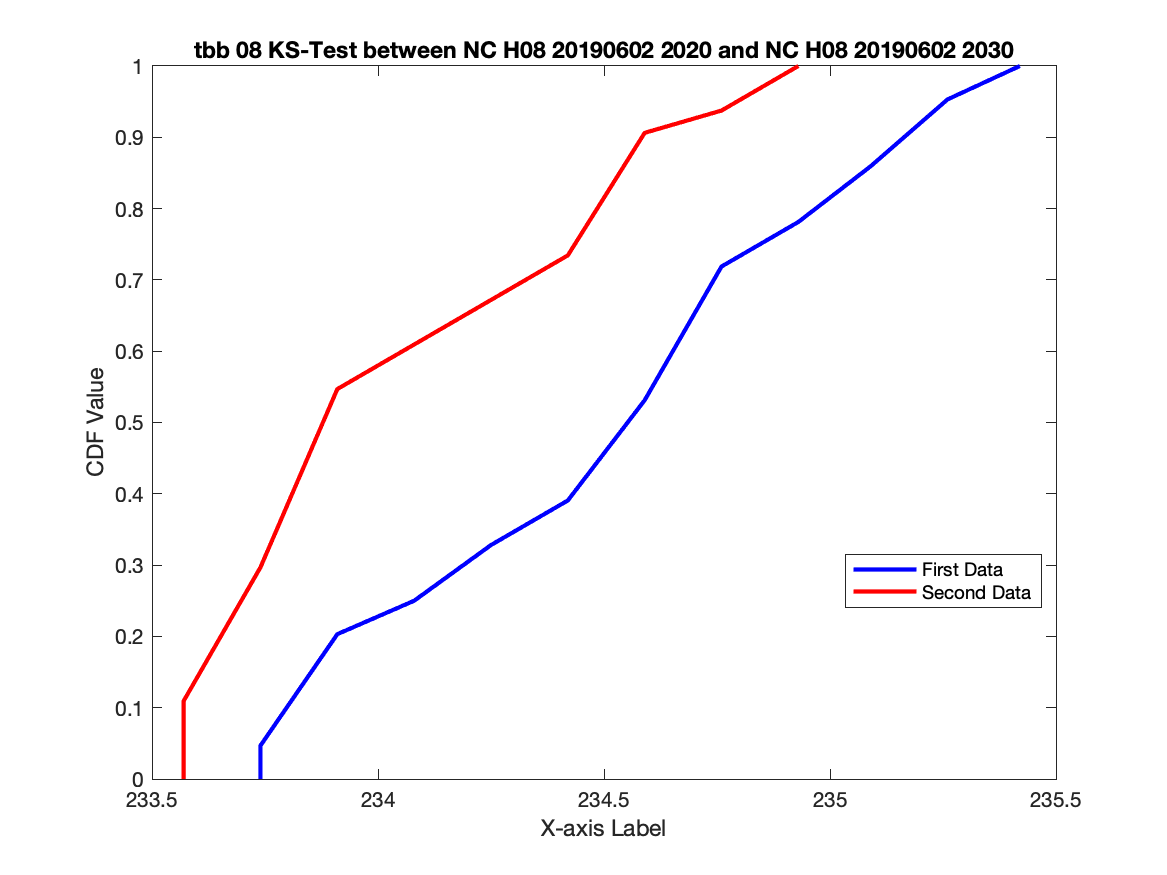 tbb 08 KS-Test between NC H08 20190602 2020 and NC H08 20190602 2030
1
0.9
0.8
0.7
0.6
0.5
0.4
0.3
0.2
0.1
0
CDF Value
First Data
Second Data
233.5 234 234.5 235 235.5
X-axis Label